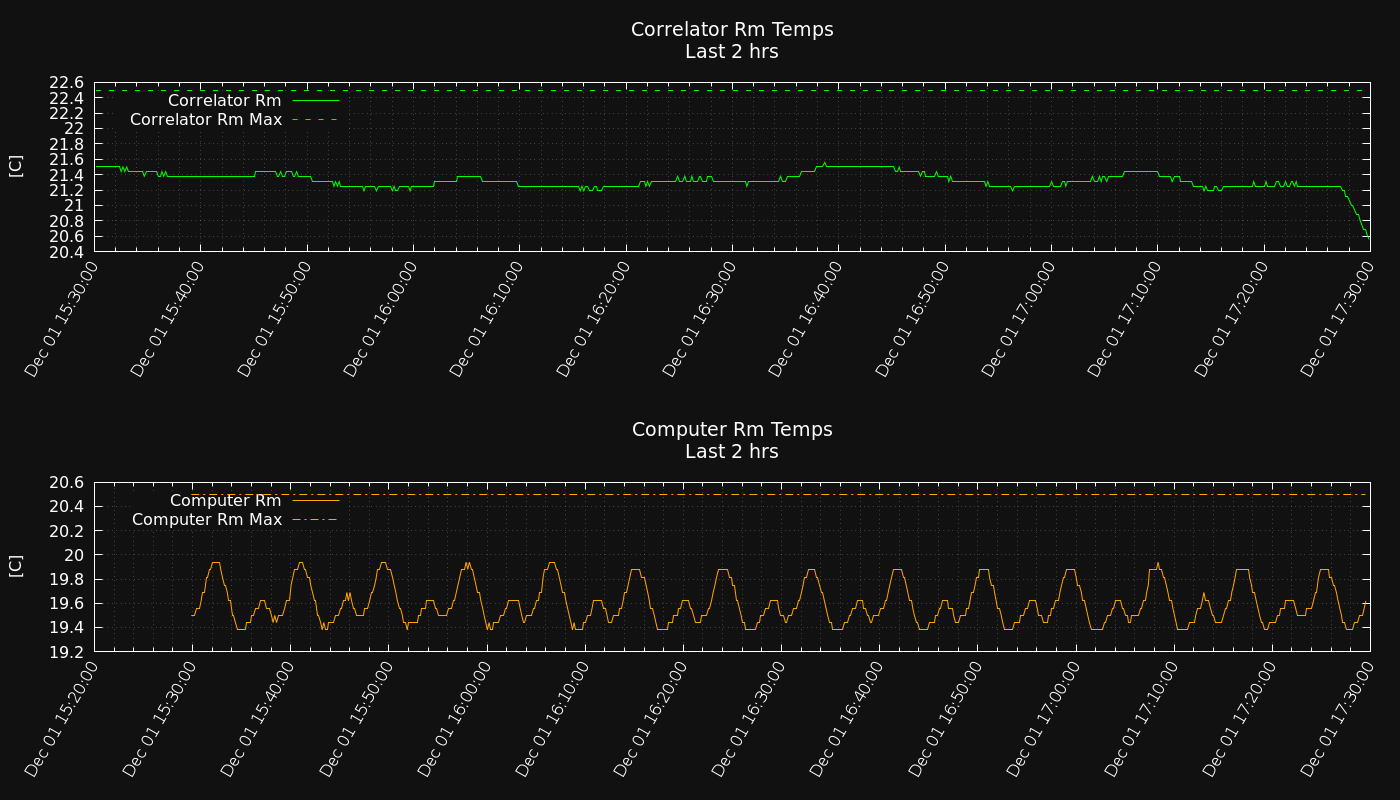 Correlator Rm Temps
Last 2 hrs
[C]
22.6
22.4
22.2
22
21.8
21.6
21.4
21.2
21
20.8
20.6
20.4
Correlator Rm
Correlator Rm Max
Dec 01 15:30:00
Dec 01 15:40:00
Dec 01 15:50:00
Dec 01 16:00:00
Dec 01 16:10:00
Dec 01 16:20:00
Dec 01 16:30:00
Dec 01 16:40:00
Dec 01 16:50:00
Dec 01 17:00:00
Dec 01 17:10:00
Dec 01 17:20:00
Dec 01 17:30:00
Computer Rm Temps
Last 2 hrs
[C]
20.6
20.4
20.2
20
19.8
19.6
19.4
19.2
Computer Rm
Computer Rm Max
Dec 01 15:20:00
Dec 01 15:30:00
Dec 01 15:40:00
Dec 01 15:50:00
Dec 01 16:00:00
Dec 01 16:10:00
Dec 01 16:20:00
Dec 01 16:30:00
Dec 01 16:40:00
Dec 01 16:50:00
Dec 01 17:00:00
Dec 01 17:10:00
Dec 01 17:20:00
Dec 01 17:30:00